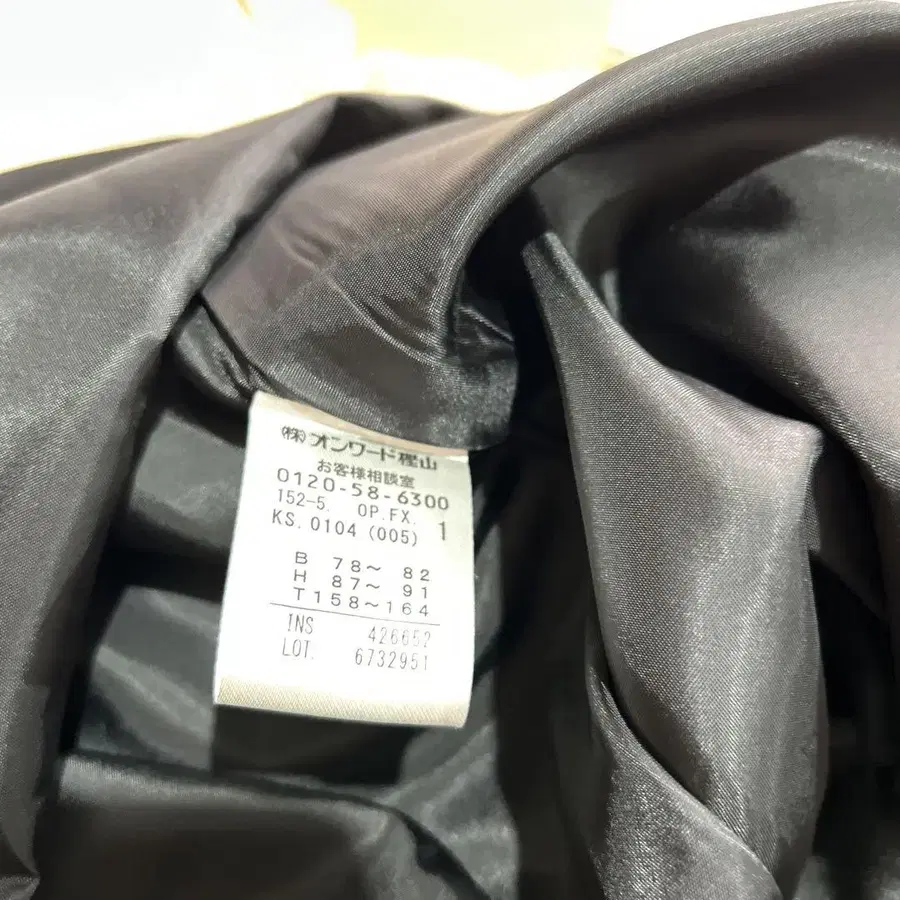 ㈱オンワード樫山
お客様相談室
0120-58-6300
152-5. OP.FX. 1
KS.0104 (005)
B 78〜 82
H 87〜 91
T158〜164
INS 426652
LOT. 6732951